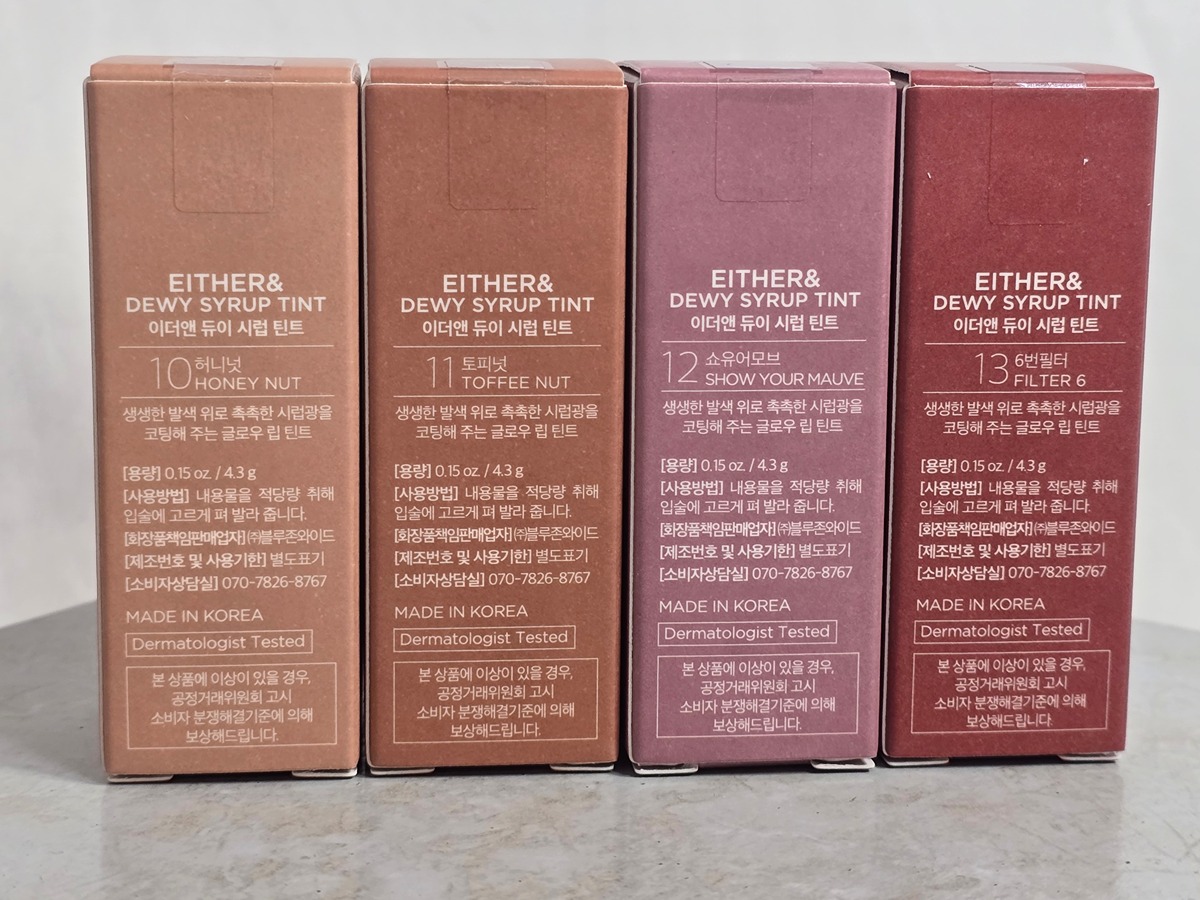 EITHER&
DEWY SYRUP TINT
이더앤 듀이 시럽 틴트
10 허니넛
HONEY NUT
생생한 발색 위로 촉촉한 시럽광을
코팅해 주는 글로우 립 틴트
[용량] 0.15 oz. / 4.3 g
[사용방법] 내용물을 적당량 취해
입술에 고르게 펴 발라 줍니다.
[화장품책임판매업자] ㈜블루존와이드
[제조번호 및 사용기한] 별도표기
[소비자상담실] 070-7826-8767
MADE IN KOREA
Dermatologist Tested
본 상품에 이상이 있을 경우,
공정거래위원회 고시
소비자 분쟁해결기준에 의해
보상해드립니다.
EITHER&
DEWY SYRUP TINT
이더앤 듀이 시럽 틴트
11 토피넛
TOFFEE NUT
생생한 발색 위로 촉촉한 시럽광을
코팅해 주는 글로우 립 틴트
[용량] 0.15 oz. / 4.3 g
[사용방법] 내용물을 적당량 취해
입술에 고르게 펴 발라 줍니다.
[화장품책임판매업자] ㈜블루존와이드
[제조번호 및 사용기한] 별도표기
[소비자상담실] 070-7826-8767
MADE IN KOREA
Dermatologist Tested
본 상품에 이상이 있을 경우,
공정거래위원회 고시
소비자 분쟁해결기준에 의해
보상해드립니다.
EITHER&
DEWY SYRUP TINT
이더앤 듀이 시럽 틴트
12 쇼유어모브
SHOW YOUR MAUVE
생생한 발색 위로 촉촉한 시럽광을
코팅해 주는 글로우 립 틴트
[용량] 0.15 oz. / 4.3 g
[사용방법] 내용물을 적당량 취해
입술에 고르게 펴 발라 줍니다.
[화장품책임판매업자] ㈜블루존와이드
[제조번호 및 사용기한] 별도표기
[소비자상담실] 070-7826-8767
MADE IN KOREA
Dermatologist Tested
본 상품에 이상이 있을 경우,
공정거래위원회 고시
소비자 분쟁해결기준에 의해
보상해드립니다.
EITHER&
DEWY SYRUP TINT
이더앤 듀이 시럽 틴트
13 6번필터
FILTER 6
생생한 발색 위로 촉촉한 시럽광을
코팅해 주는 글로우 립 틴트
[용량] 0.15 oz. / 4.3 g
[사용방법] 내용물을 적당량 취해
입술에 고르게 펴 발라 줍니다.
[화장품책임판매업자] ㈜블루존와이드
[제조번호 및 사용기한] 별도표기
[소비자상담실] 070-7826-8767
MADE IN KOREA
Dermatologist Tested
본 상품에 이상이 있을 경우,
공정거래위원회 고시
소비자 분쟁해결기준에 의해
보상해드립니다.